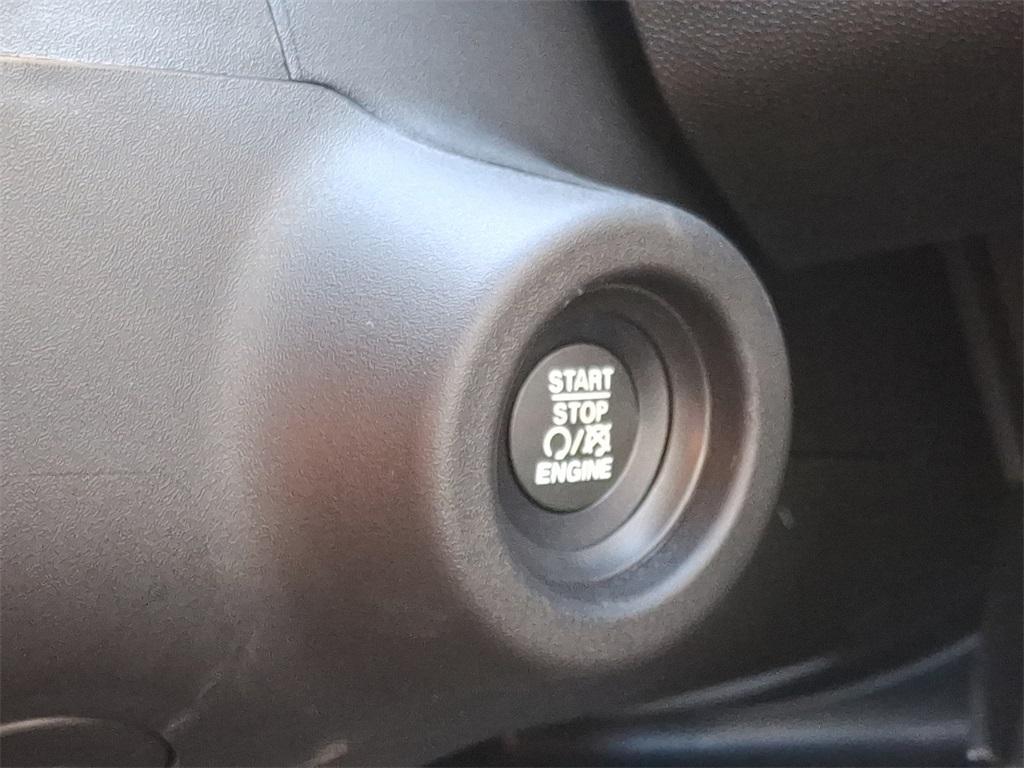 START
STOP
/
ENGINE